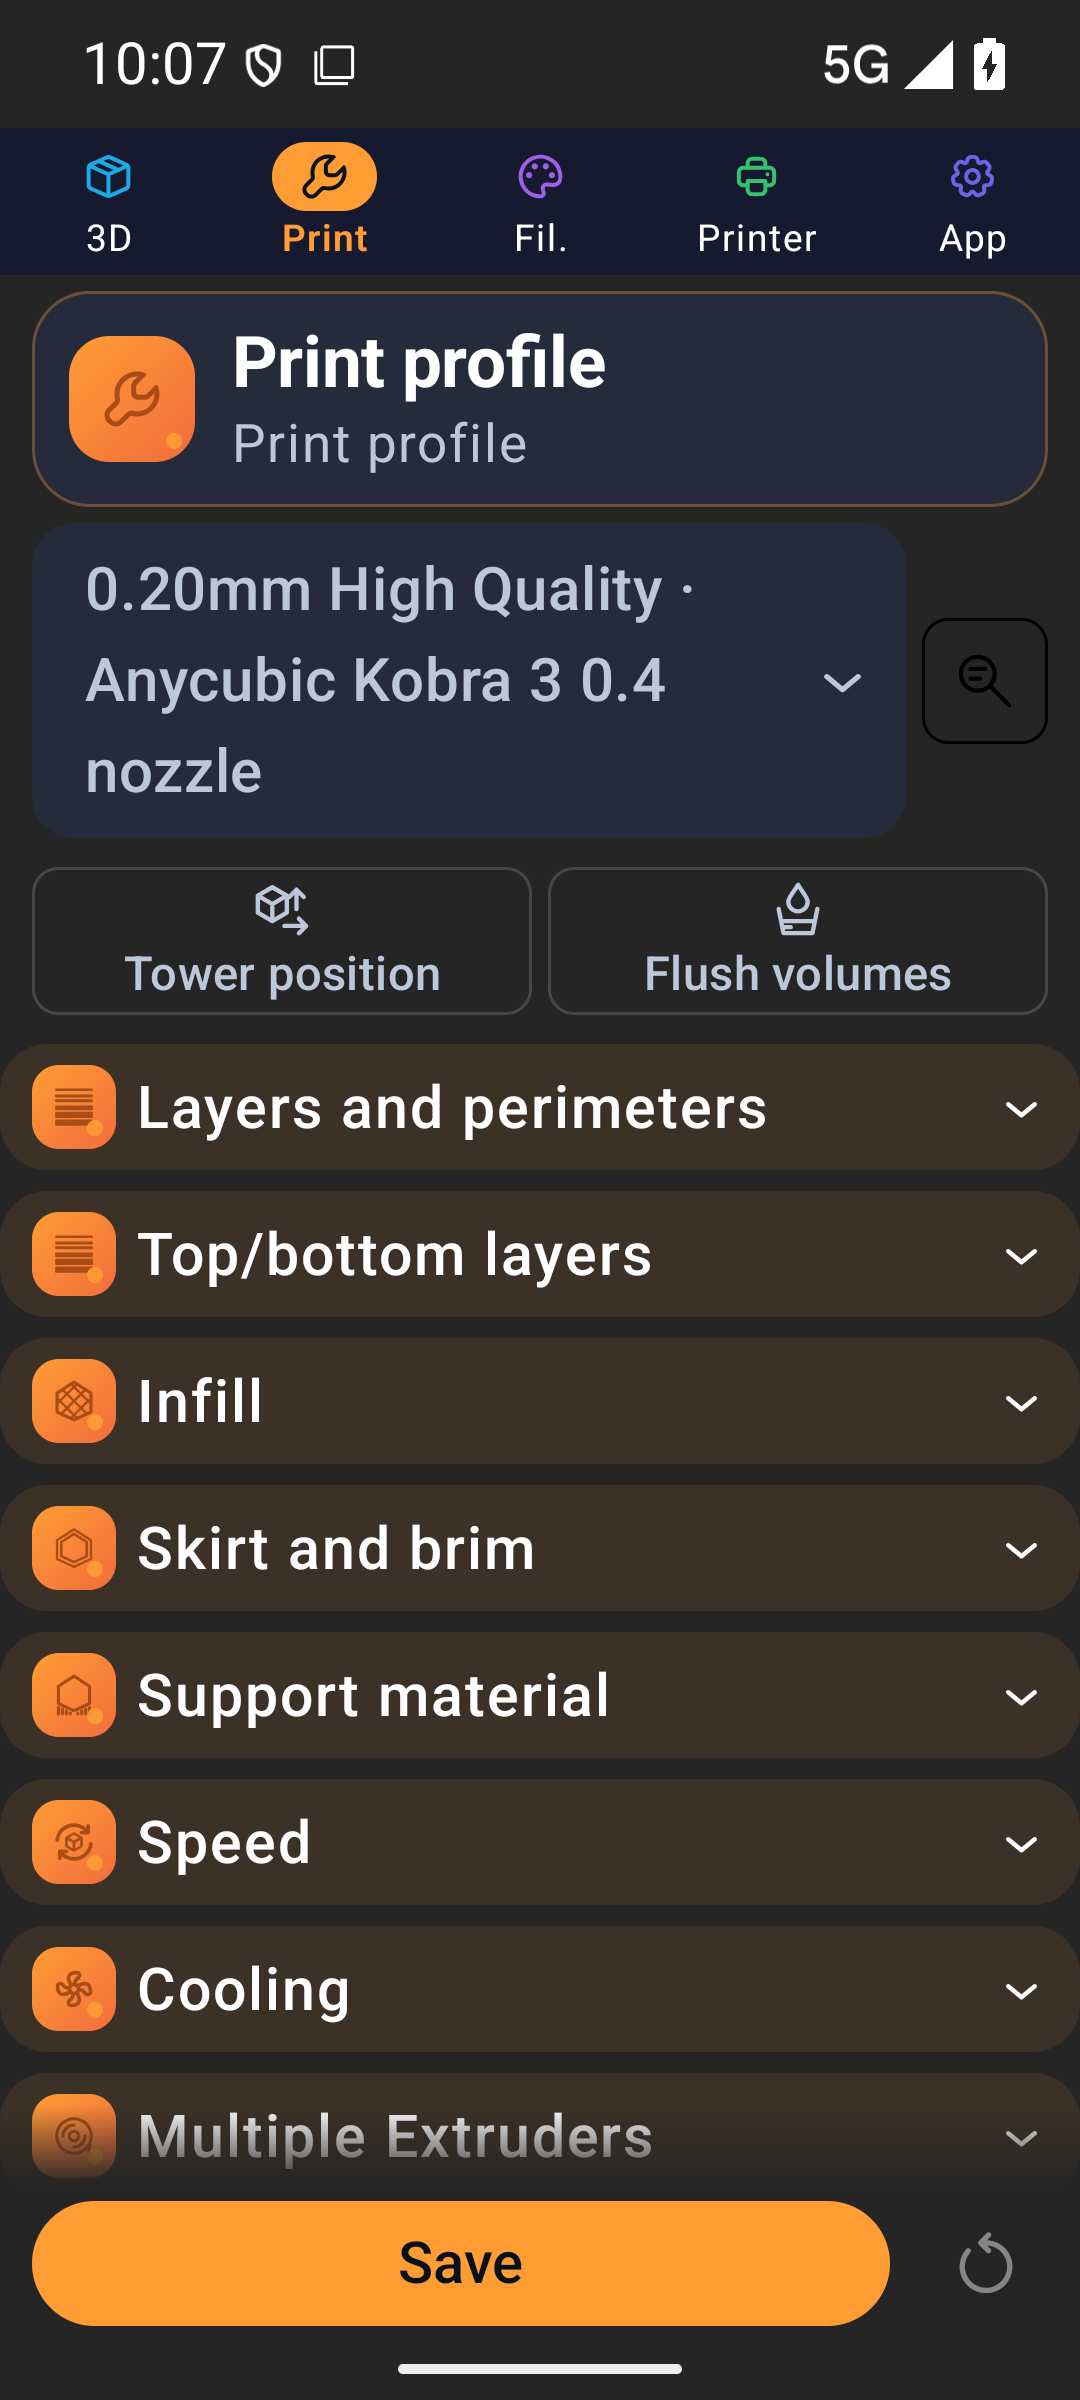 10:07
5G
3D
Print
Fil.
Printer
App
Print profile
Print profile
0.20mm High Quality ·
Anycubic Kobra 3 0.4
nozzle
Tower position
Flush volumes
Layers and perimeters
Top/bottom layers
Infill
Skirt and brim
Support material
Speed
Cooling
Multiple Extruders
Save